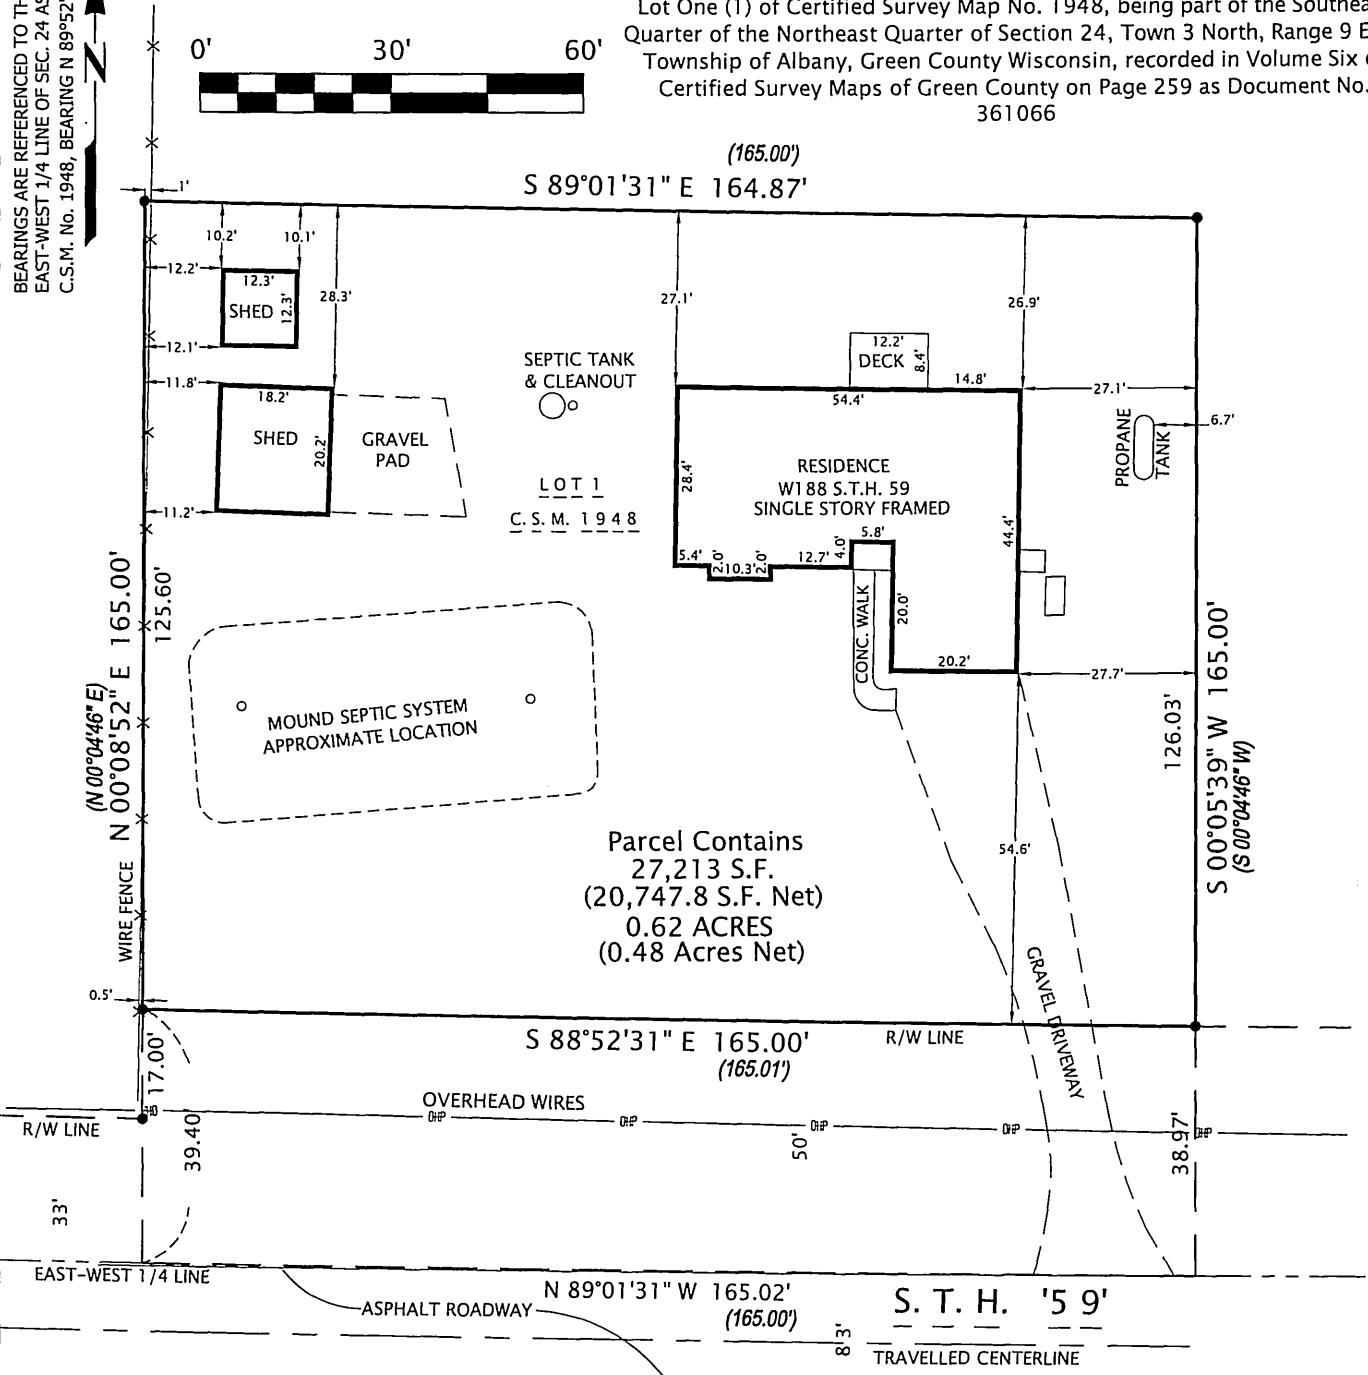 BEARINGS ARE REFERENCED TO TH
EAST-WEST 1/4 LINE OF SEC. 24 AS
C.S.M. No. 1948, BEARING N 89°52'
N
0' 30' 60'
Lot One (1) of Certified Survey Map No. 1948, being part of the Southea
Quarter of the Northeast Quarter of Section 24, Town 3 North, Range 9 E
Township of Albany, Green County Wisconsin, recorded in Volume Six
Certified Survey Maps of Green County on Page 259 as Document No.
361066
(165.00')
S 89°01'31" E 164.87'
1'
10.2' 10.1'
12.2'
12.3'
SHED
12.3'
12.1'
28.3'
27.1'
26.9'
11.8'
18.2'
SHED
20.2'
11.2'
GRAVEL
PAD
SEPTIC TANK
& CLEANOUT
LOT 1
C.S.M. 1948
12.2'
DECK
8.4'
14.8'
54.4'
27.1'
6.7'
PROPANE
TANK
28.4'
RESIDENCE
W188 S.T.H. 59
SINGLE STORY FRAMED
5.8'
4.0'
5.4'
2.0'
10.3'
2.0'
12.7'
44.4'
20.0'
CONC. WALK
20.2'
27.7'
(N 00°04'46" E)
N 00°08'52" E 165.00'
125.60'
WIRE FENCE
MOUND SEPTIC SYSTEM
APPROXIMATE LOCATION
126.03'
S 00°05'39" W 165.00'
(S 00°04'46" W)
Parcel Contains
27,213 S.F.
(20,747.8 S.F. Net)
0.62 ACRES
(0.48 Acres Net)
54.6'
GRAVEL DRIVEWAY
0.5'
S 88°52'31" E 165.00'
(165.01')
R/W LINE
17.00'
OVERHEAD WIRES
OHP OHP OHP OHP OHP
R/W LINE
39.40
50'
38.97'
33'
EAST-WEST 1/4 LINE
N 89°01'31" W 165.02'
(165.00')
ASPHALT ROADWAY
S. T. H. '59'
8.3'
TRAVELLED CENTERLINE